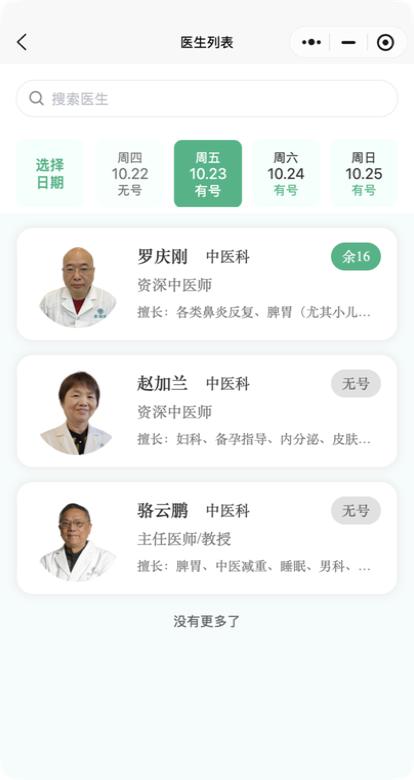 医生列表
搜索医生
选择
日期
周四
10.22
无号
周五
10.23
有号
周六
10.24
有号
周日
10.25
有号
罗庆刚 中医科 余16
资深中医师
擅长：各类鼻炎反复、脾胃（尤其小儿...
赵加兰 中医科 无号
资深中医师
擅长：妇科、备孕指导、内分泌、皮肤...
骆云鹏 中医科 无号
主任医师/教授
擅长：脾胃、中医减重、睡眠、男科、...
没有更多了